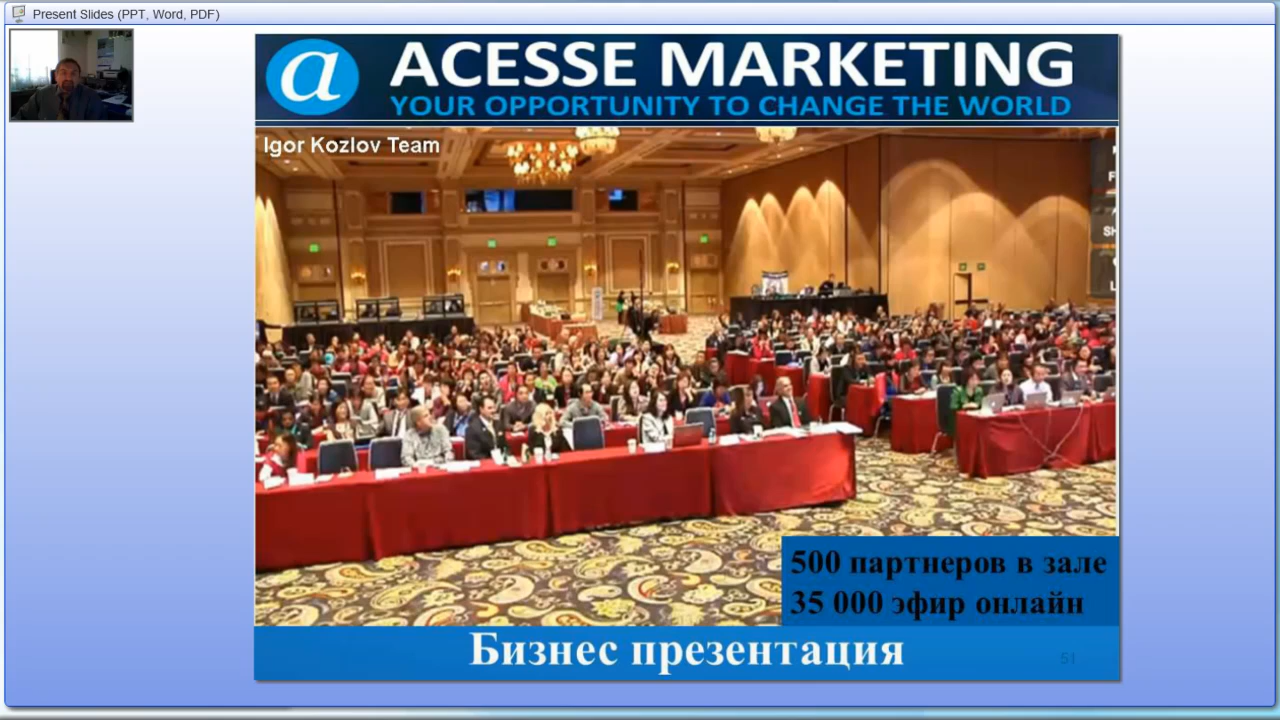 Present Slides (PPT, Word, PDF)
a
ACESSE MARKETING
YOUR OPPORTUNITY TO CHANGE THE WORLD
Igor Kozlov Team
500 партнеров в зале
35 000 эфир онлайн
Бизнес презентация
51